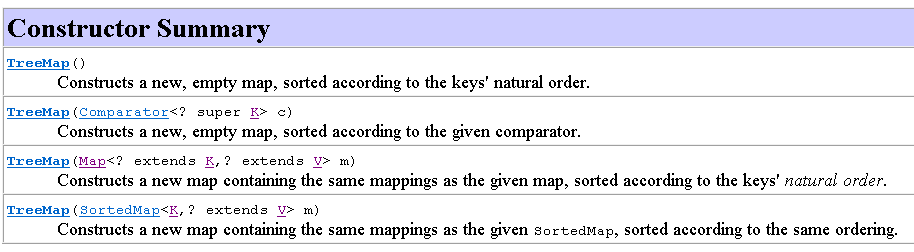 Constructor Summary
TreeMap()
Constructs a new, empty map, sorted according to the keys' natural order.
TreeMap(Comparator<? super K> c)
Constructs a new, empty map, sorted according to the given comparator.
TreeMap(Map<? extends K,? extends V> m)
Constructs a new map containing the same mappings as the given map, sorted according to the keys' natural order.
TreeMap(SortedMap<K,? extends V> m)
Constructs a new map containing the same mappings as the given SortedMap, sorted according to the same ordering.